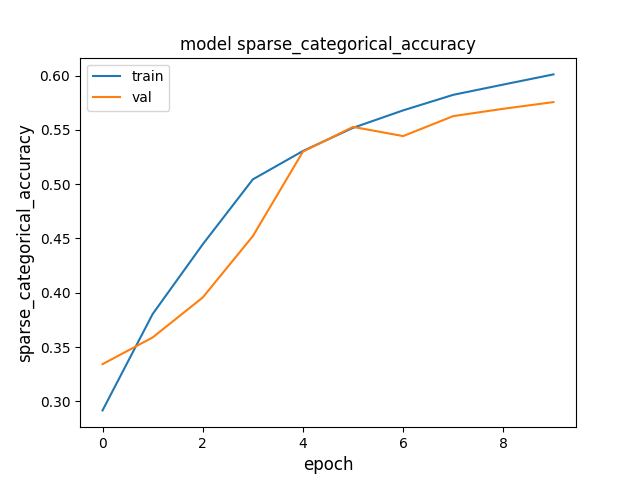 model sparse_categorical_accuracy
train
val
sparse_categorical_accuracy
0.60
0.55
0.50
0.45
0.40
0.35
0.30
0 2 4 6 8
epoch